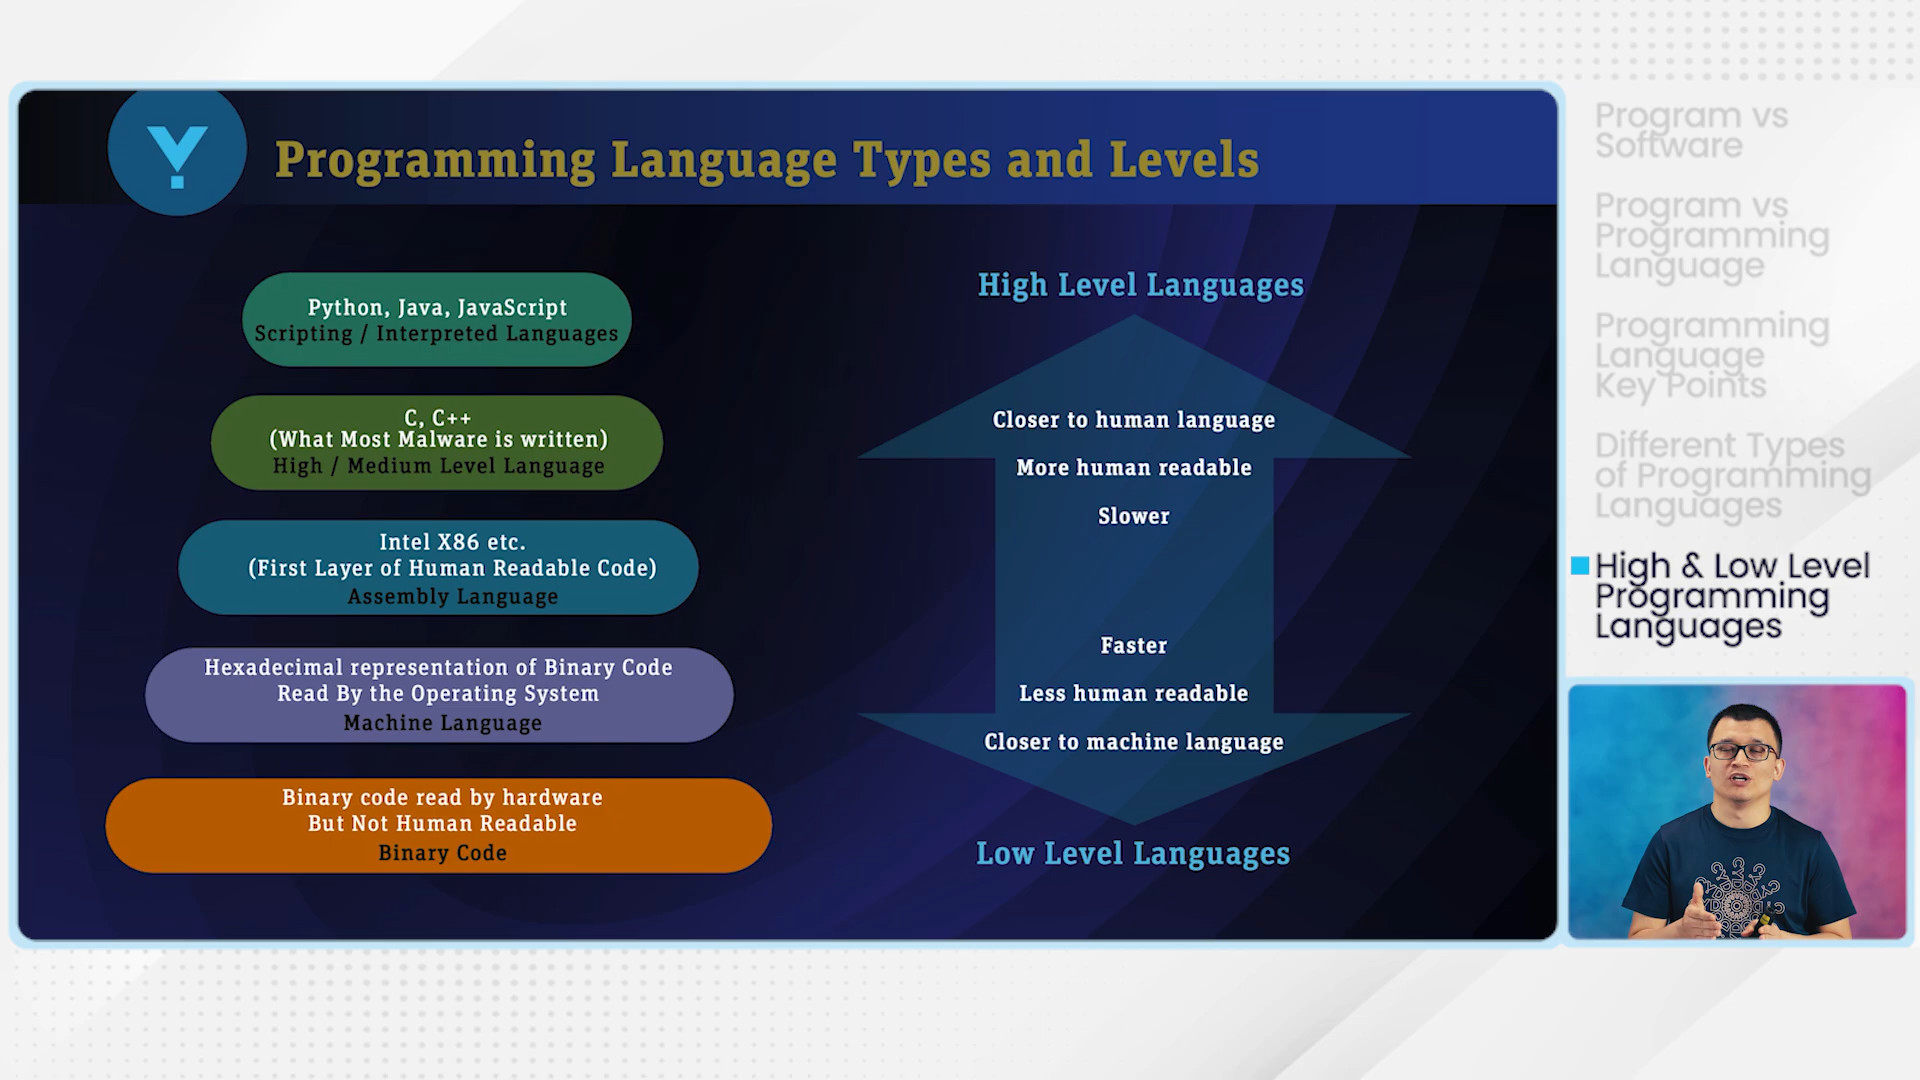 Programming Language Types and Levels
Python, Java, JavaScript
Scripting / Interpreted Languages
C, C++
(What Most Malware is written)
High / Medium Level Language
Intel X86 etc.
(First Layer of Human Readable Code)
Assembly Language
Hexadecimal representation of Binary Code
Read By the Operating System
Machine Language
Binary code read by hardware
But Not Human Readable
Binary Code
High Level Languages
Closer to human language
More human readable
Slower
Faster
Less human readable
Closer to machine language
Low Level Languages
Program vs
Software
Program vs
Programming
Language
Programming
Language
Key Points
Different Types
of Programming
Languages
High & Low Level
Programming
Languages